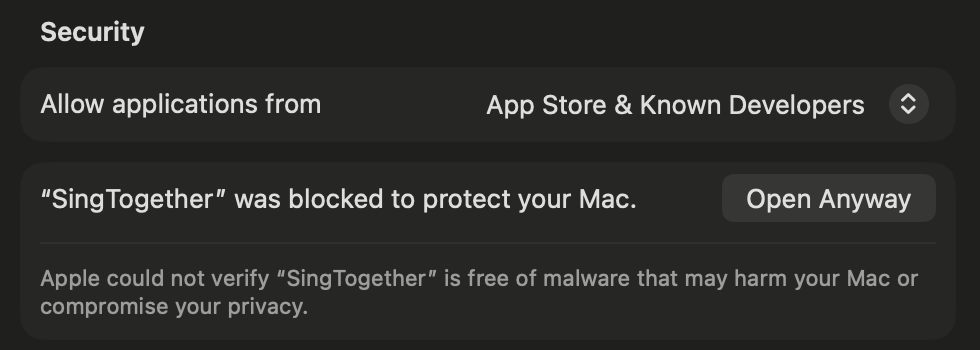 Security
Allow applications from App Store & Known Developers
“SingTogether” was blocked to protect your Mac. Open Anyway
Apple could not verify “SingTogether” is free of malware that may harm your Mac or
compromise your privacy.